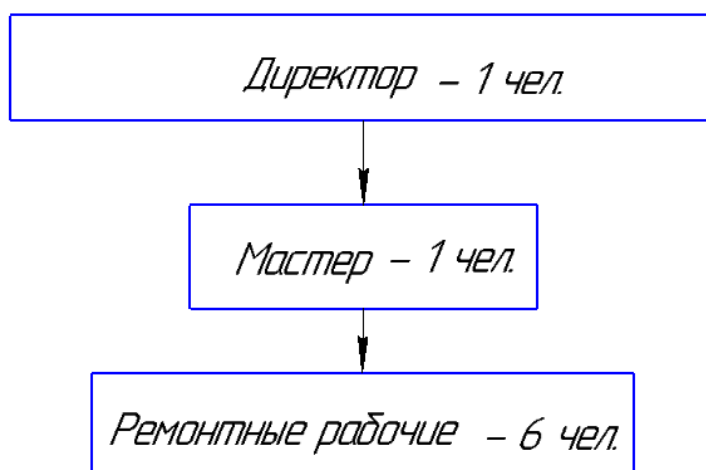 Директор – 1 чел.
Мастер – 1 чел.
Ремонтные рабочие – 6 чел.